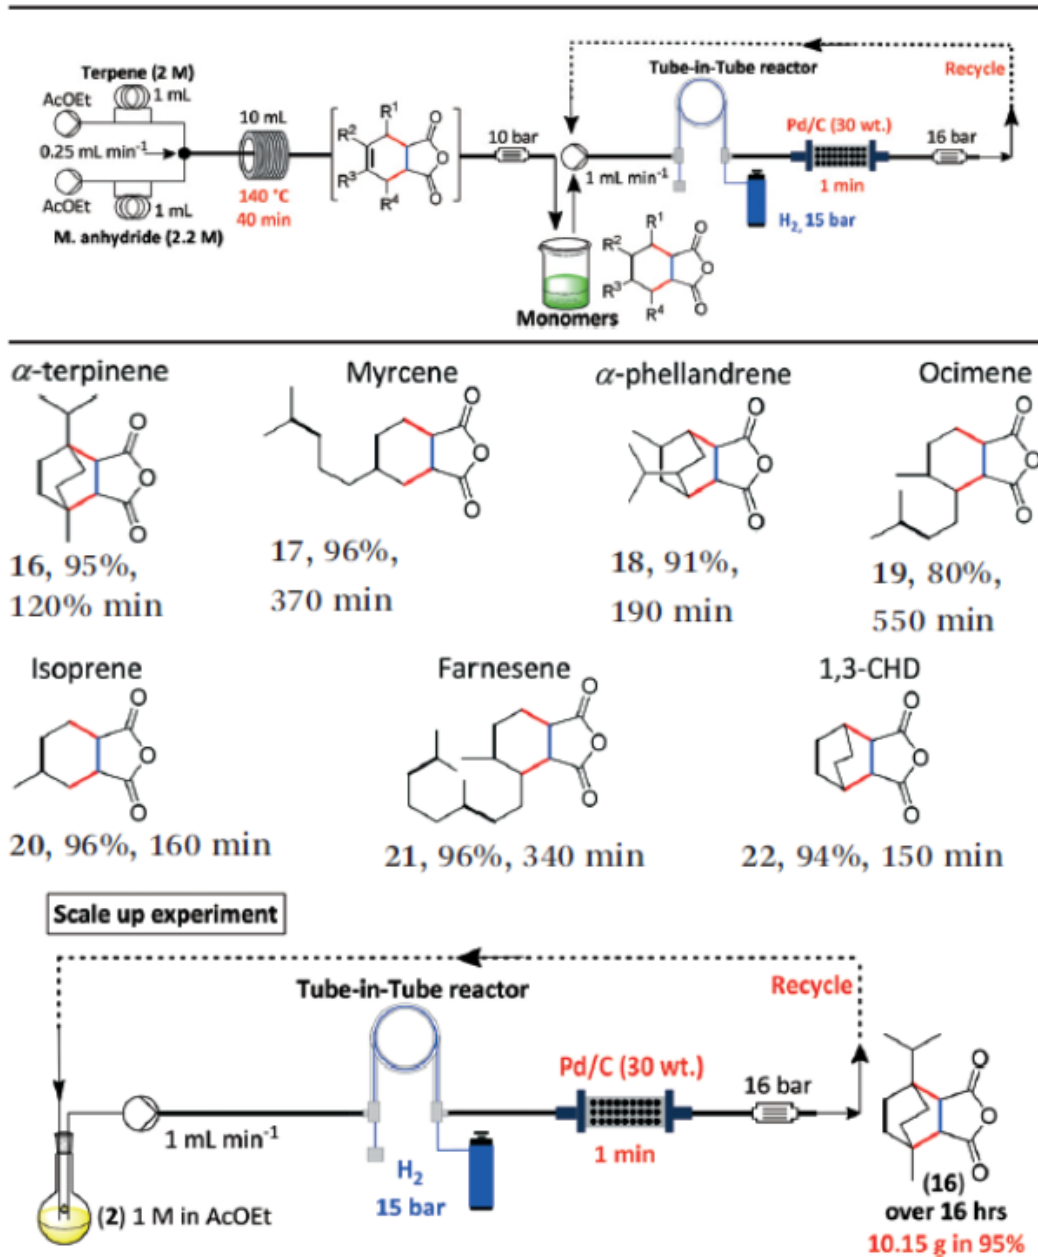 Terpene (2 M)
AcOEt
1 mL
0.25 mL min⁻¹
AcOEt
1 mL
M. anhydride (2.2 M)
10 mL
140 °C
40 min
R¹
R²
R³
R⁴
O
O
O
10 bar
Monomers
R¹
R²
R³
R⁴
O
O
O
1 mL min⁻¹
Tube-in-Tube reactor
H₂, 15 bar
Pd/C (30 wt.)
1 min
16 bar
Recycle
α-terpinene
O
O
O
16, 95%,
120% min
Myrcene
O
O
O
17, 96%,
370 min
α-phellandrene
O
O
O
18, 91%,
190 min
Ocimene
O
O
O
19, 80%,
550 min
Isoprene
O
O
O
20, 96%, 160 min
Farnesene
O
O
O
21, 96%, 340 min
1,3-CHD
O
O
O
22, 94%, 150 min
Scale up experiment
(2) 1 M in AcOEt
1 mL min⁻¹
Tube-in-Tube reactor
H₂
15 bar
Pd/C (30 wt.)
1 min
16 bar
Recycle
O
O
O
(16)
over 16 hrs
10.15 g in 95%